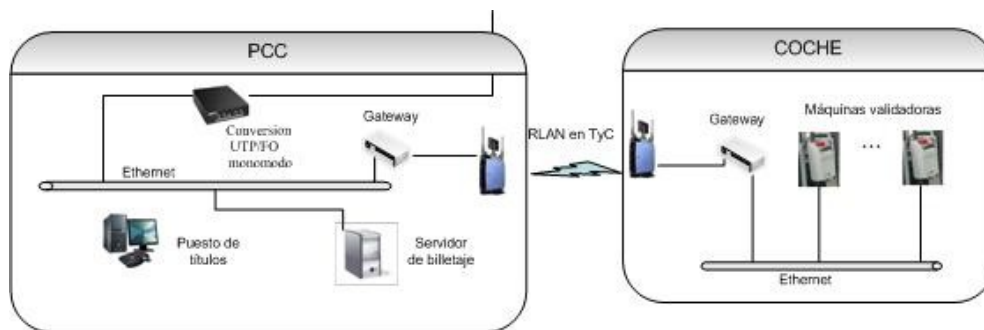 PCC
Conversion
UTP/FO
monomodo
Gateway
Ethernet
Puesto de
títulos
Servidor
de billetaje
RLAN en TyC
COCHE
Gateway
Máquinas validadoras
...
Ethernet